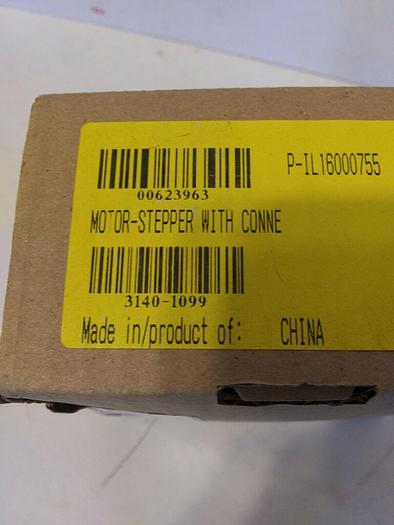 P-IL16000755
00623963
MOTOR-STEPPER WITH CONNE
3140-1099
Made in/product of: CHINA